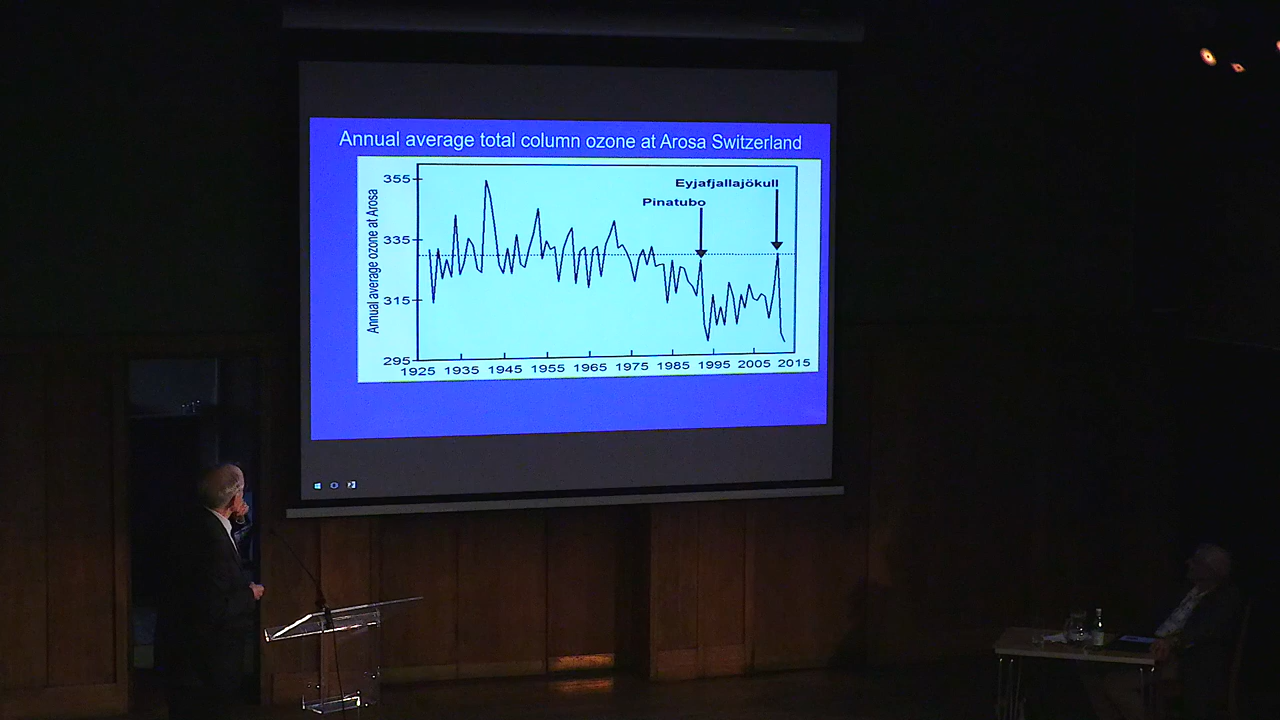 Annual average total column ozone at Arosa Switzerland
Annual average ozone at Arosa
355
335
315
295
Eyjafjallajökull
Pinatubo
1925 1935 1945 1955 1965 1975 1985 1995 2005 2015